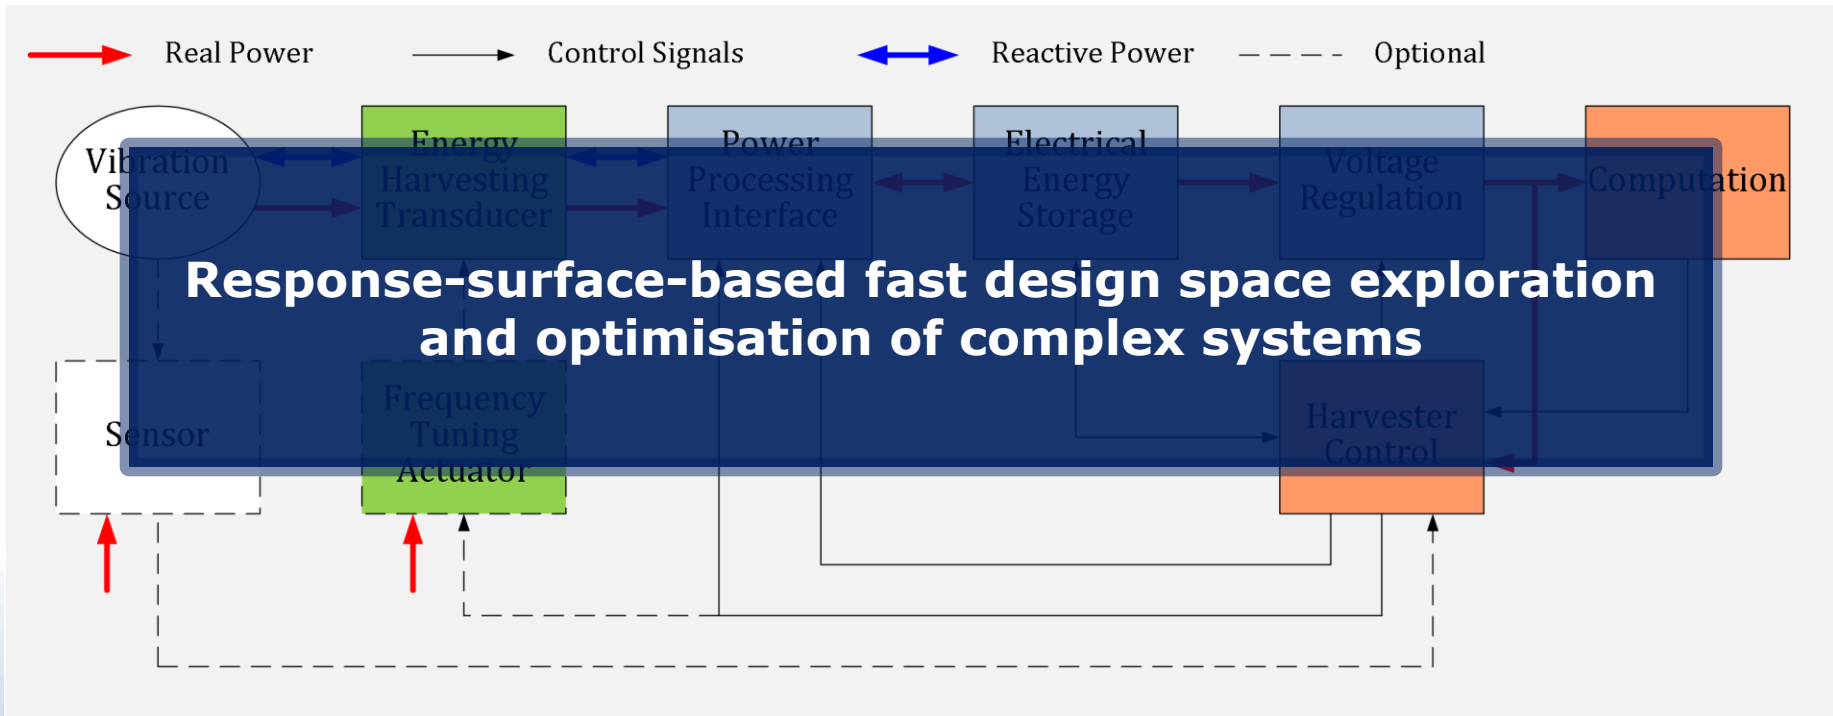 Real Power
Control Signals
Reactive Power
Optional
Vibration
Source
Energy
Harvesting
Transducer
Power
Processing
Interface
Electrical
Energy
Storage
Voltage
Regulation
Computation
Response-surface-based fast design space exploration
and optimisation of complex systems
Sensor
Frequency
Tuning
Actuator
Harvester
Control